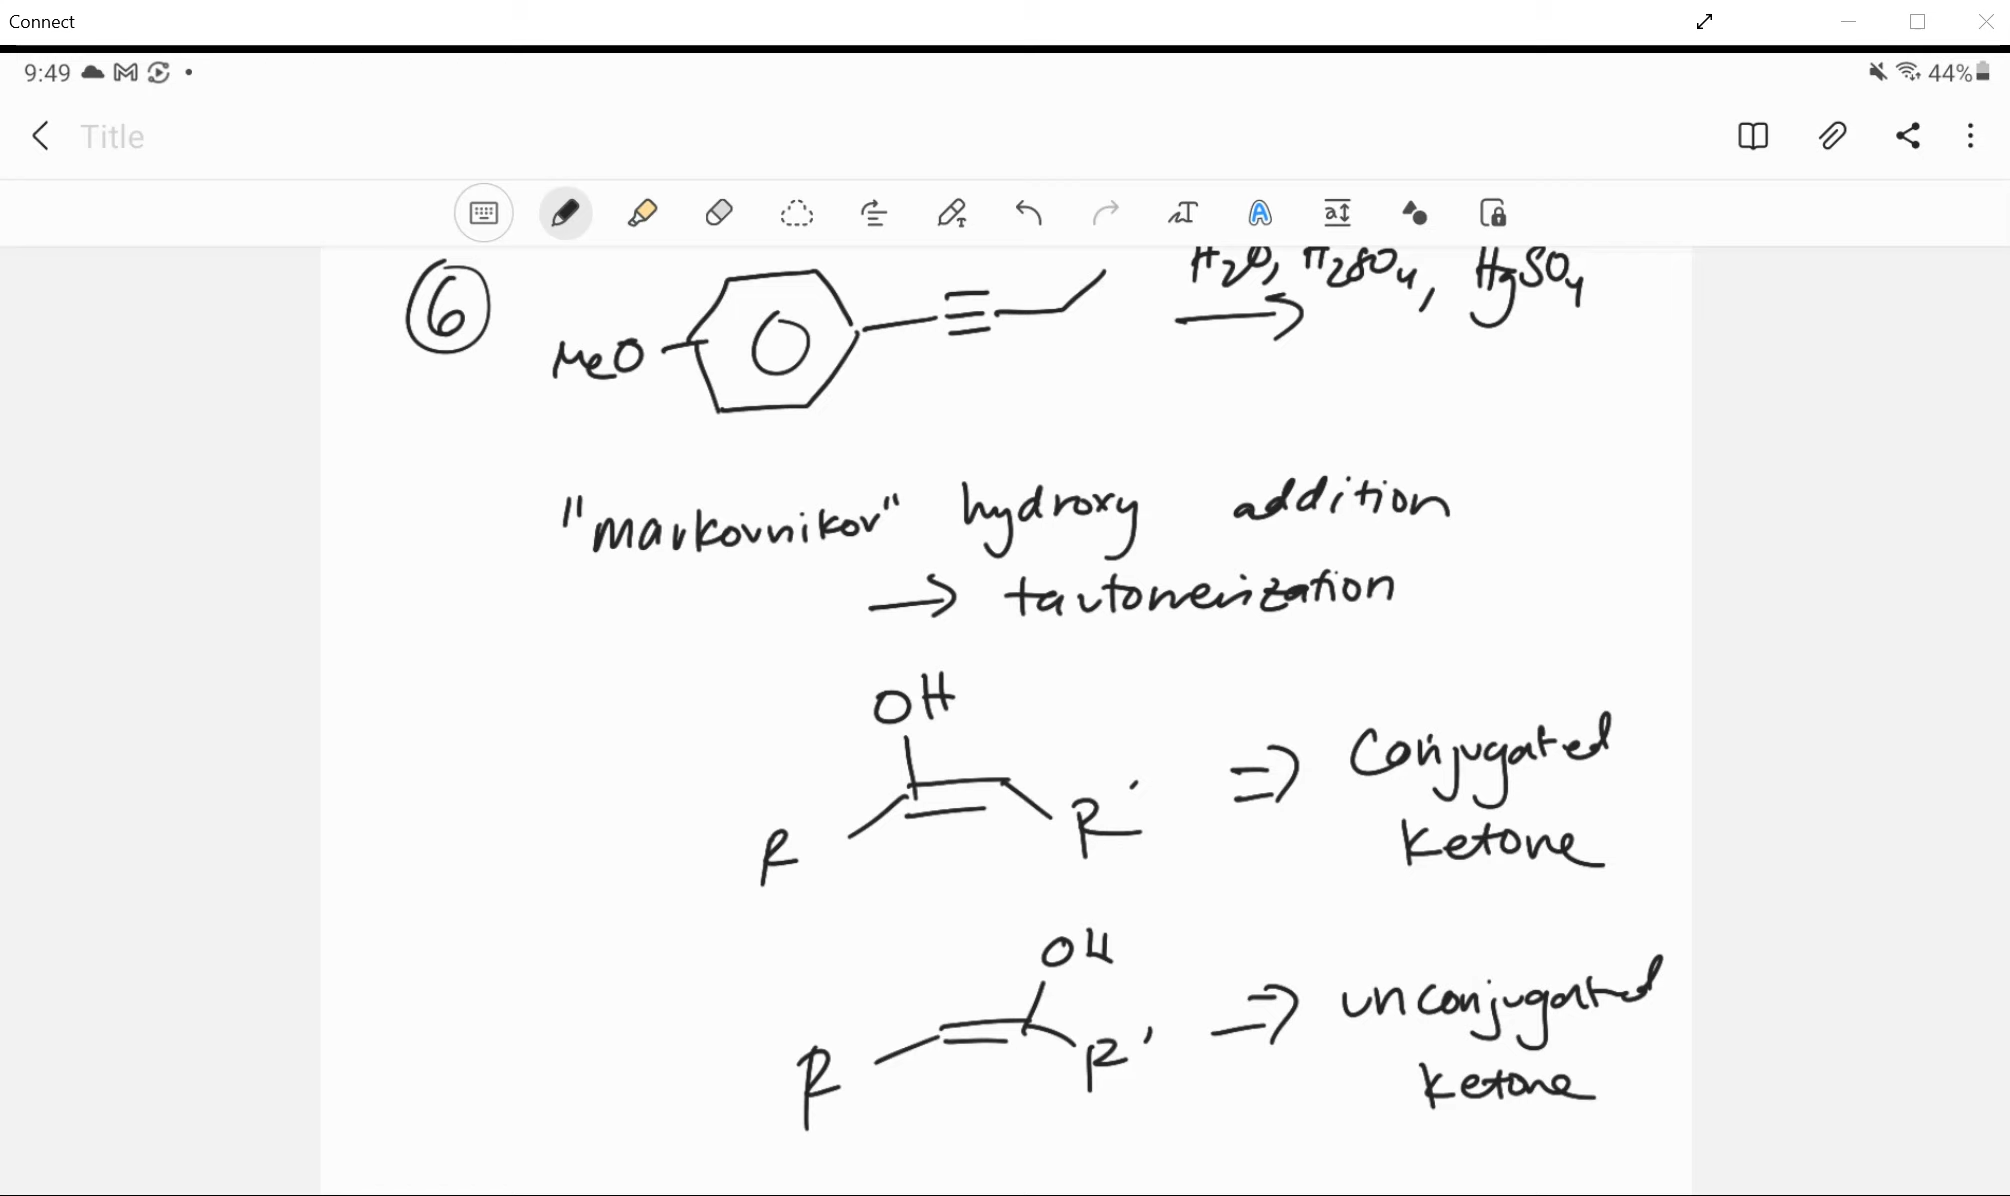 Connect
9:49
44%
Title
6
H2O, H2SO4, HgSO4
MeO
"markovnikov" hydroxy addition
→ tautomerization
OH
R R'
⇒ Conjugated
ketone
OH
R R'
⇒ unconjugated
ketone